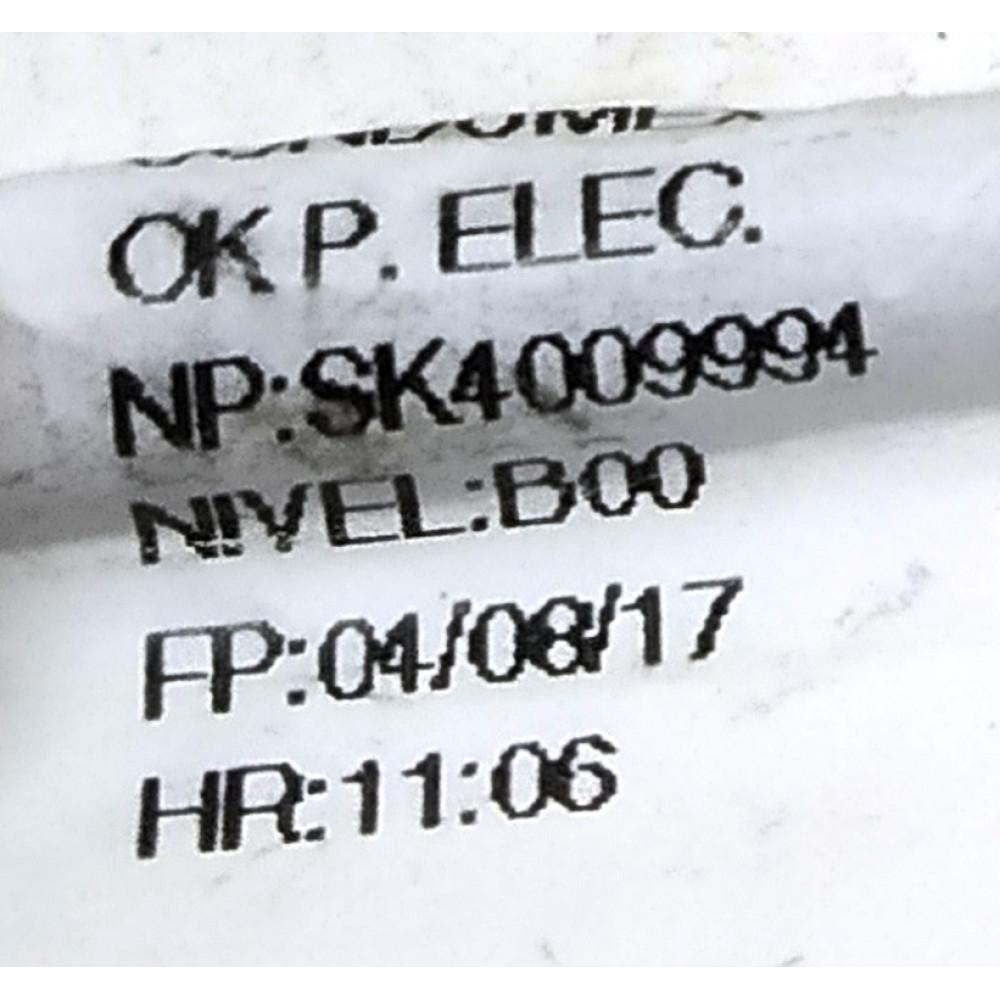 OK P. ELEC.
NP:SK4009994
NIVEL:B00
FP:04/08/17
HR:11:06